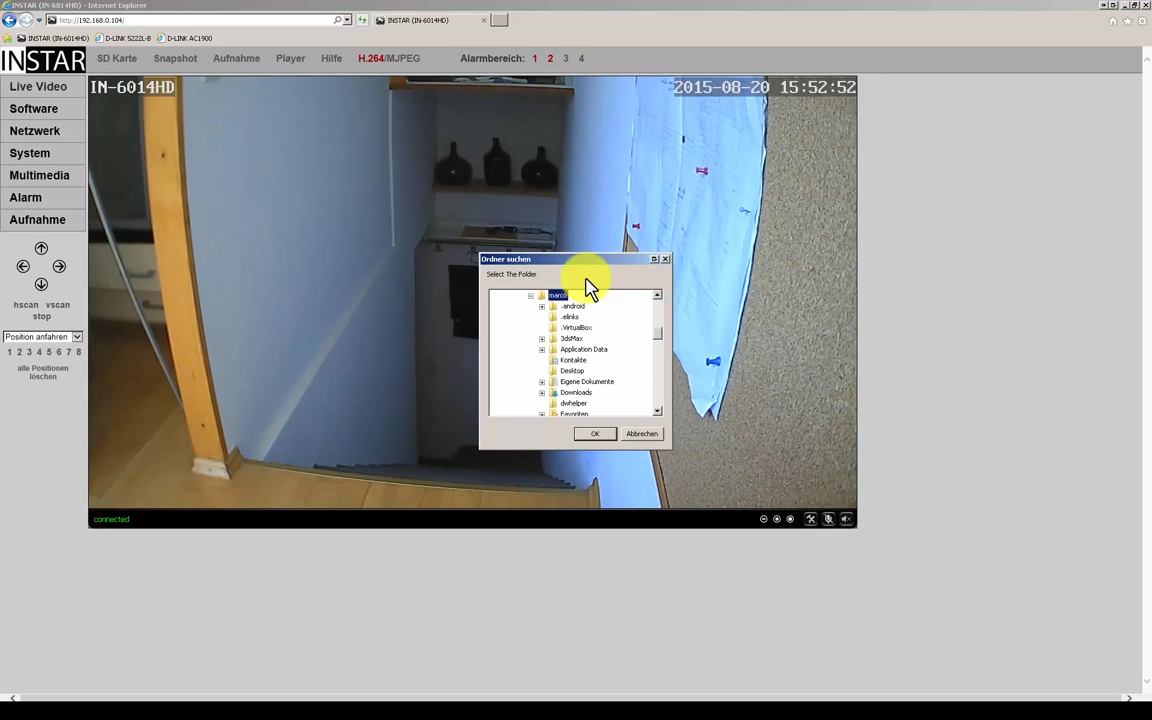 INSTAR (IN-6014HD) - Internet Explorer
http://192.168.0.104/
INSTAR (IN-6014HD)
INSTAR (IN-6014HD) D-LINK 5222L-B D-LINK AC1900
INSTAR
SD Karte Snapshot Aufnahme Player Hilfe H.264/MJPEG Alarmbereich: 1 2 3 4
Live Video
Software
Netzwerk
System
Multimedia
Alarm
Aufnahme
hscan vscan
stop
Position anfahren
1 2 3 4 5 6 7 8
alle Positionen
löschen
IN-6014HD
2015-08-20 15:52:52
Ordner suchen
Select The Folder
marco
.android
.elinks
.VirtualBox
3dsMax
Application Data
Kontakte
Desktop
Eigene Dokumente
Downloads
dwhelper
Favoriten
OK Abbrechen
connected